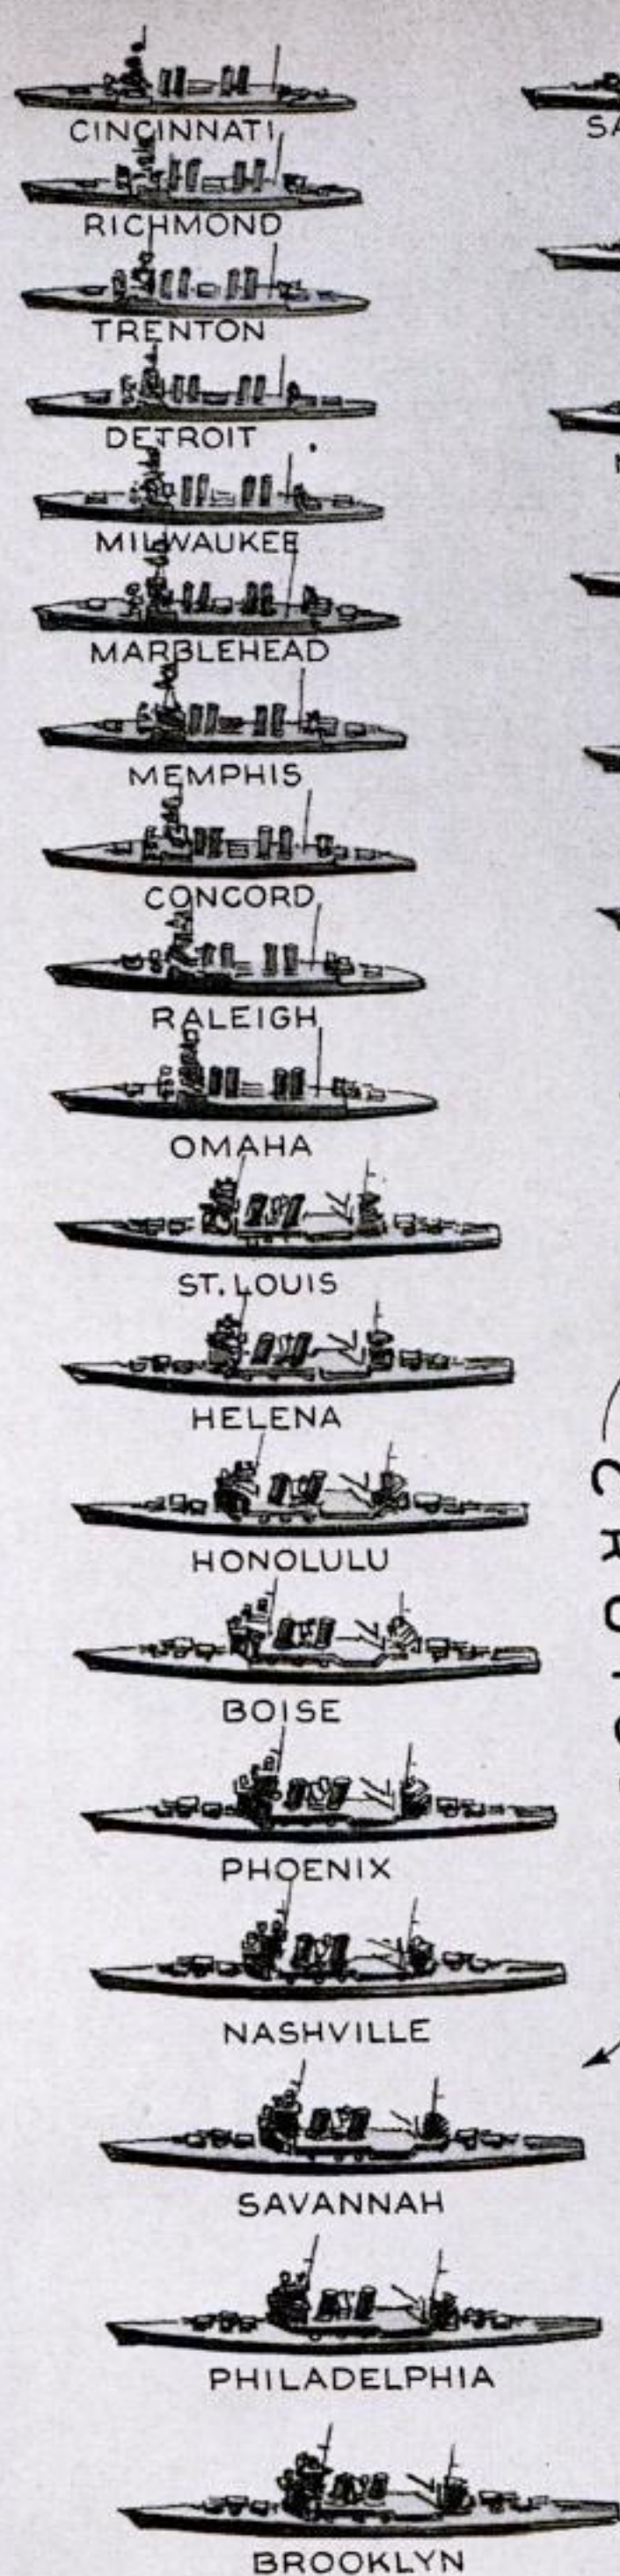 CINCINNATI
RICHMOND
TRENTON
DETROIT
MILWAUKEE
MARBLEHEAD
MEMPHIS
CONCORD
RALEIGH
OMAHA
ST. LOUIS
HELENA
HONOLULU
BOISE
PHOENIX
NASHVILLE
SAVANNAH
PHILADELPHIA
BROOKLYN